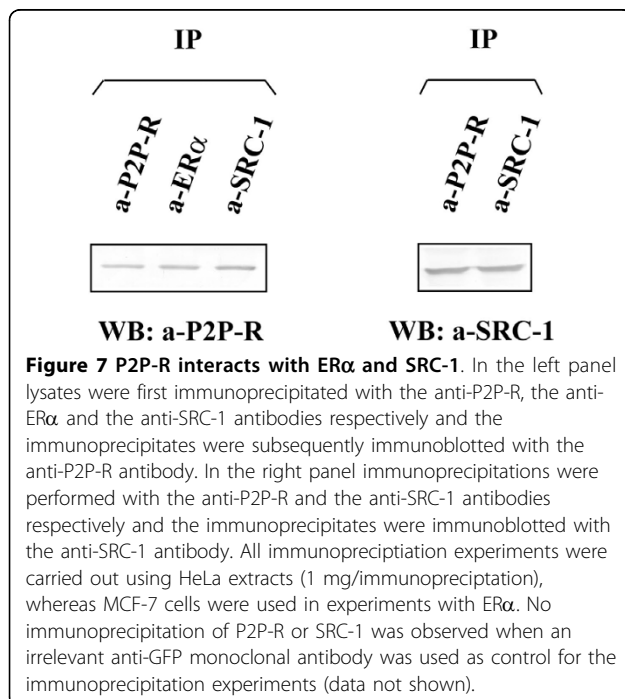 IP
IP
a-P2P-R
a-ERα
a-SRC-1
a-P2P-R
a-SRC-1
WB: a-P2P-R
WB: a-SRC-1
Figure 7 P2P-R interacts with ERα and SRC-1. In the left panel
lysates were first immunoprecipitated with the anti-P2P-R, the anti-
ERα and the anti-SRC-1 antibodies respectively and the
immunoprecipitates were subsequently immunoblotted with the
anti-P2P-R antibody. In the right panel immunoprecipitations were
performed with the anti-P2P-R and the anti-SRC-1 antibodies
respectively and the immunoprecipitates were immunoblotted with
the anti-SRC-1 antibody. All immunopreciptiation experiments were
carried out using HeLa extracts (1 mg/immunopreciptation),
whereas MCF-7 cells were used in experiments with ERα. No
immunoprecipitation of P2P-R or SRC-1 was observed when an
irrelevant anti-GFP monoclonal antibody was used as control for the
immunoprecipitation experiments (data not shown).